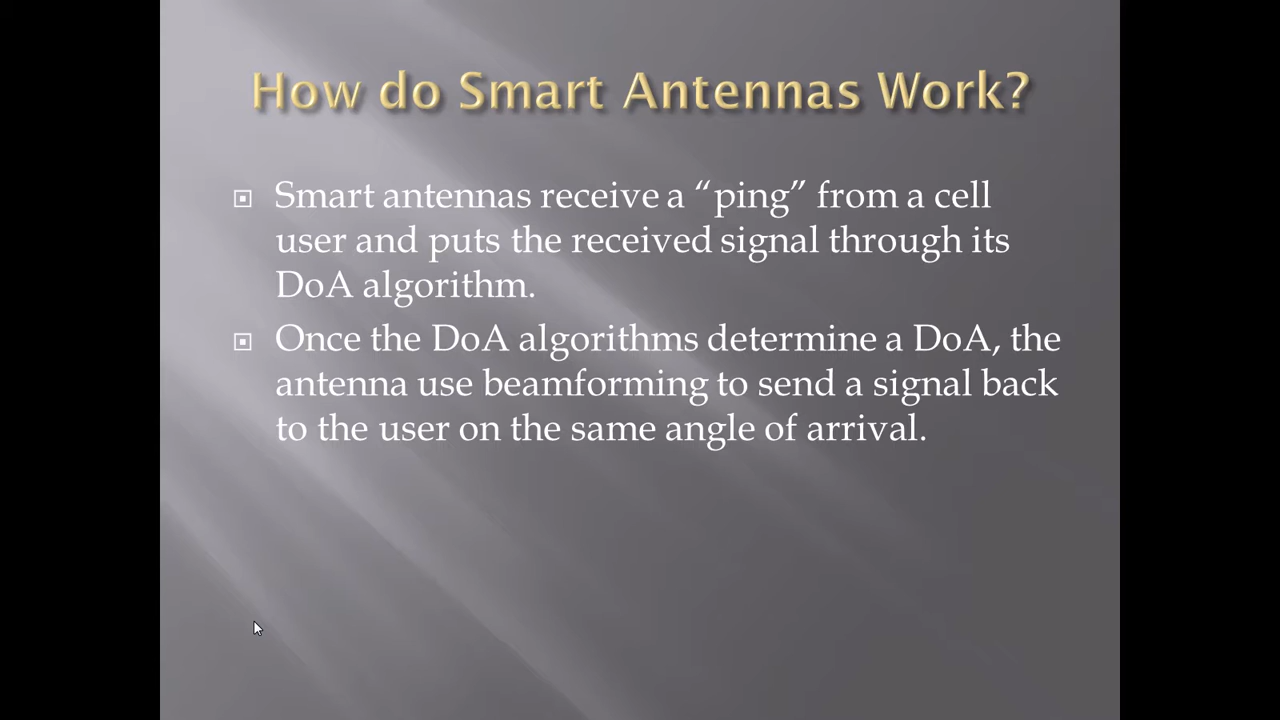 How do Smart Antennas Work?
Smart antennas receive a “ping” from a cell
user and puts the received signal through its
DoA algorithm.
Once the DoA algorithms determine a DoA, the
antenna use beamforming to send a signal back
to the user on the same angle of arrival.